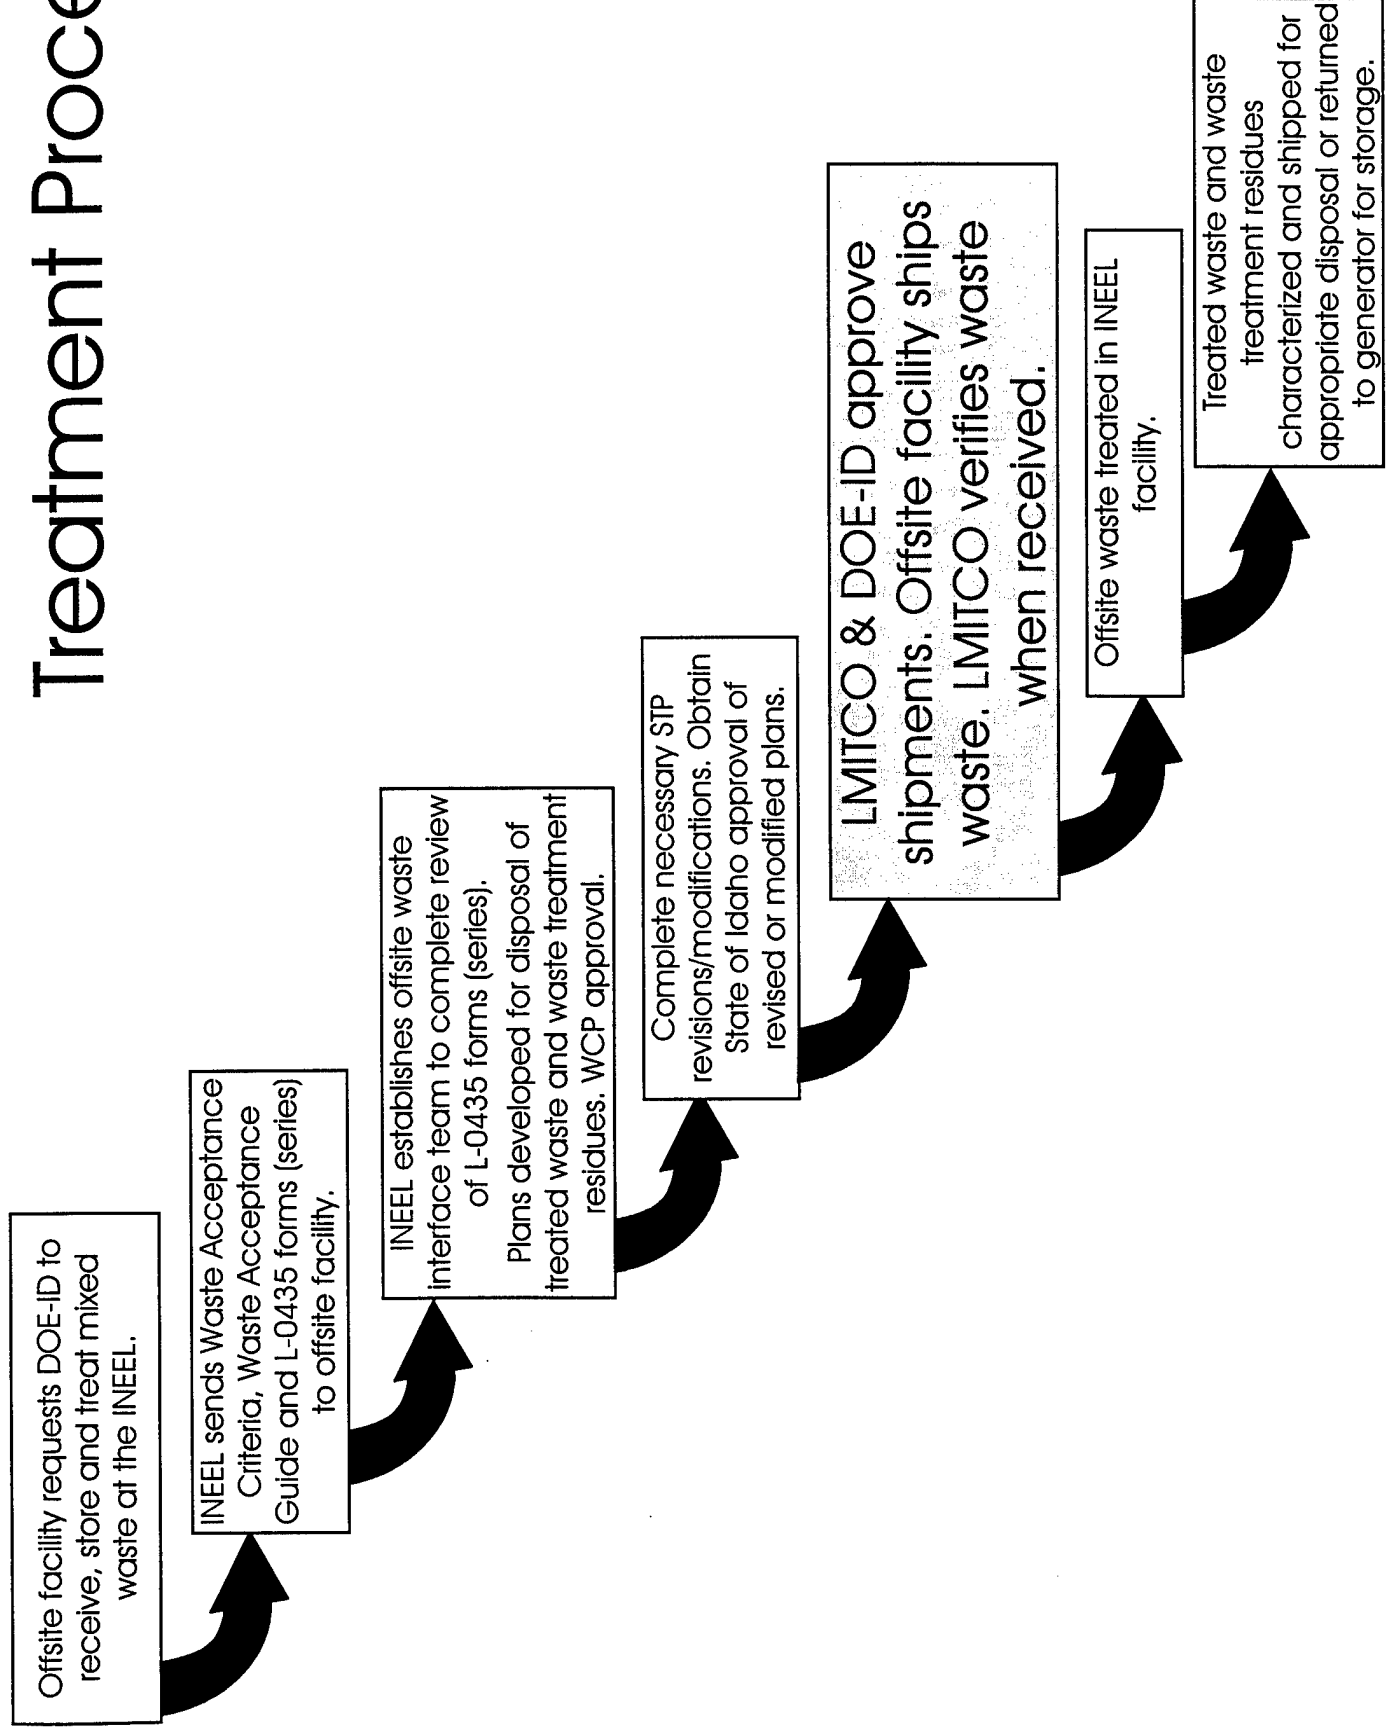 Treatment Proce
Offsite facility requests DOE-ID to
receive, store and treat mixed
waste at the INEEL.
INEEL sends Waste Acceptance
Criteria, Waste Acceptance
Guide and L-0435 forms (series)
to offsite facility.
INEEL establishes offsite waste
interface team to complete review
of L-0435 forms (series).
Plans developed for disposal of
treated waste and waste treatment
residues. WCP approval.
Complete necessary STP
revisions/modifications. Obtain
State of Idaho approval of
revised or modified plans.
LMITCO & DOE-ID approve
shipments. Offsite facility ships
waste. LMITCO verifies waste
when received.
Offsite waste treated in INEEL
facility.
Treated waste and waste
treatment residues
characterized and shipped for
appropriate disposal or returned
to generator for storage.